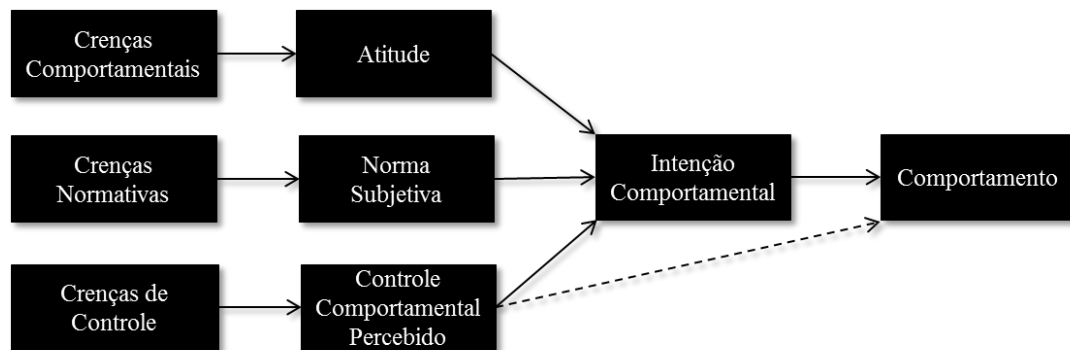 Crenças
Comportamentais
Atitude
Crenças
Normativas
Norma
Subjetiva
Intenção
Comportamental
Comportamento
Crenças de
Controle
Controle
Comportamental
Percebido